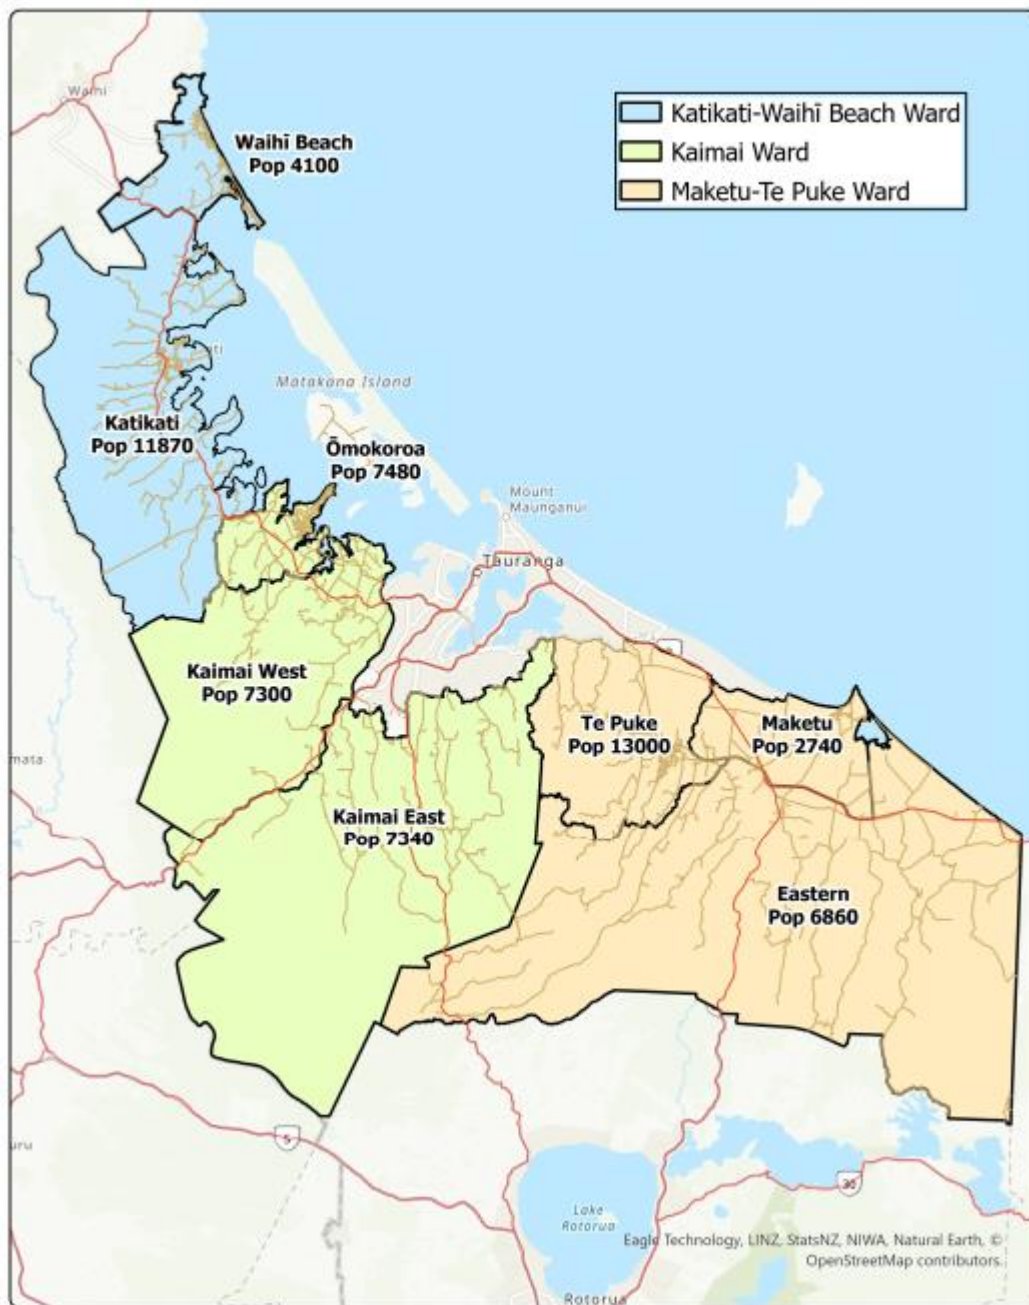 Katikati-Waihī Beach Ward
Kaimai Ward
Maketu-Te Puke Ward
Waihi
Waihī Beach
Pop 4100
Matakana Island
Katikati
Pop 11870
Ōmokoroa
Pop 7480
Mount
Maunganui
Tauranga
Kaimai West
Pop 7300
Te Puke
Pop 13000
Maketu
Pop 2740
Kaimai East
Pop 7340
Eastern
Pop 6860
5
30
Lake
Rotorua
Eagle Technology, LINZ, StatsNZ, NIWA, Natural Earth, ©
OpenStreetMap contributors.
Rotorua